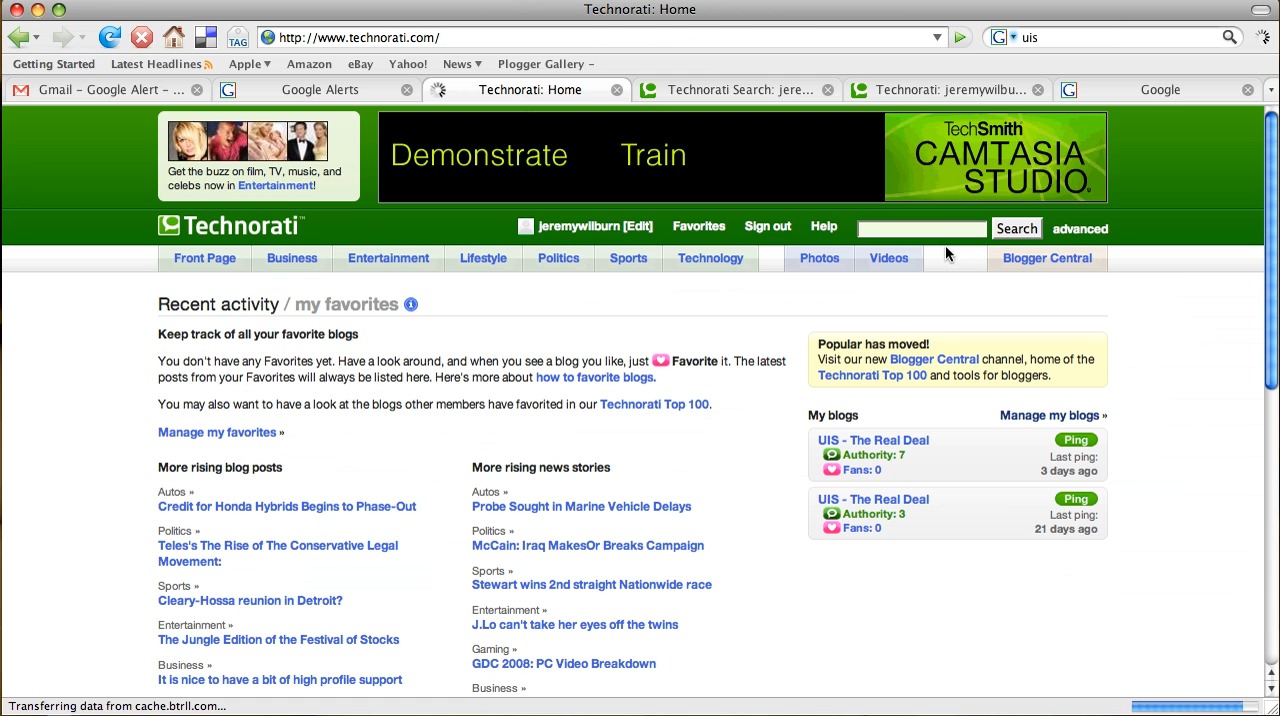 Technorati: Home
TAG
http://www.technorati.com/
G uis
Getting Started Latest Headlines Apple Amazon eBay Yahoo! News Plogger Gallery –
Gmail – Google Alert – ... Google Alerts Technorati: Home Technorati Search: jere... Technorati: jeremywilbu... Google
Get the buzz on film, TV, music, and
celebs now in Entertainment!
Demonstrate Train
TechSmith
CAMTASIA
STUDIO
Technorati™ jeremywilburn [Edit] Favorites Sign out Help Search advanced
Front Page Business Entertainment Lifestyle Politics Sports Technology Photos Videos Blogger Central
Recent activity / my favorites
Keep track of all your favorite blogs
You don't have any Favorites yet. Have a look around, and when you see a blog you like, just Favorite it. The latest
posts from your Favorites will always be listed here. Here's more about how to favorite blogs.
You may also want to have a look at the blogs other members have favorited in our Technorati Top 100.
Manage my favorites »
More rising blog posts
Autos »
Credit for Honda Hybrids Begins to Phase-Out
Politics »
Teles's The Rise of The Conservative Legal
Movement:
Sports »
Cleary-Hossa reunion in Detroit?
Entertainment »
The Jungle Edition of the Festival of Stocks
Business »
It is nice to have a bit of high profile support
More rising news stories
Autos »
Probe Sought in Marine Vehicle Delays
Politics »
McCain: Iraq MakesOr Breaks Campaign
Sports »
Stewart wins 2nd straight Nationwide race
Entertainment »
J.Lo can't take her eyes off the twins
Gaming »
GDC 2008: PC Video Breakdown
Business »
Popular has moved!
Visit our new Blogger Central channel, home of the
Technorati Top 100 and tools for bloggers.
My blogs Manage my blogs »
UIS - The Real Deal Ping
Authority: 7 Last ping:
Fans: 0 3 days ago
UIS - The Real Deal Ping
Authority: 3 Last ping:
Fans: 0 21 days ago
Transferring data from cache.btrll.com...